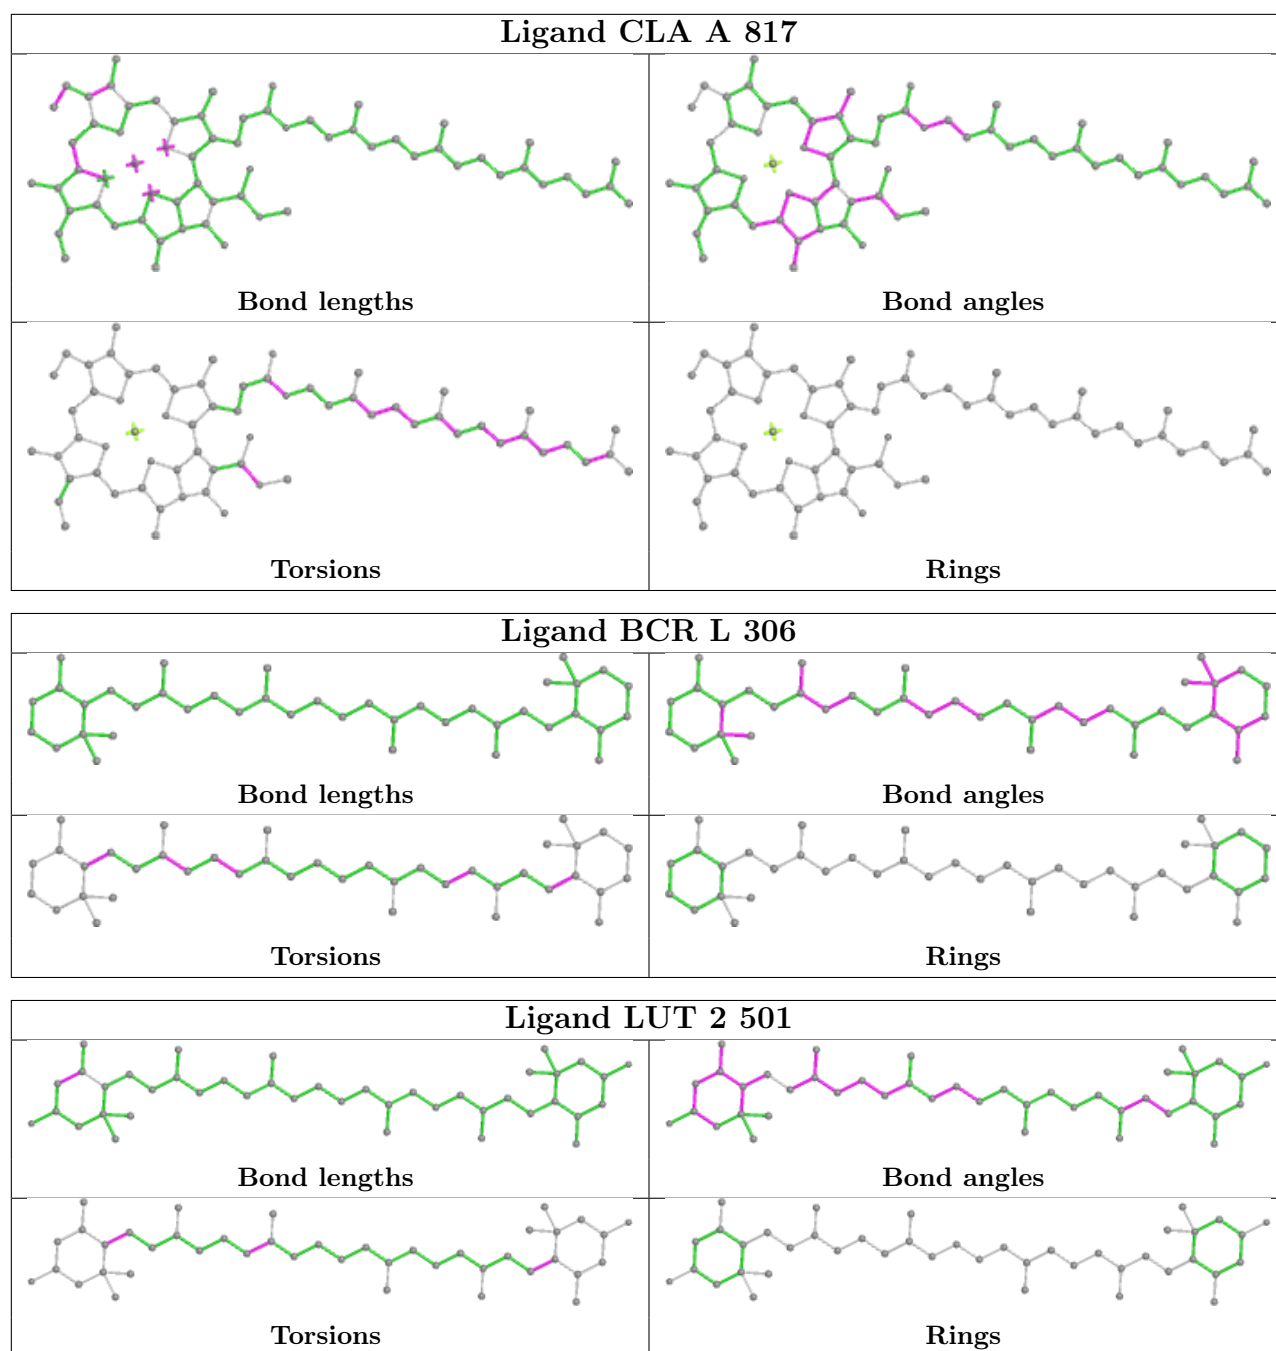 Ligand CLA A 817
Bond lengths
Bond angles
Torsions
Rings
Ligand BCR L 306
Bond lengths
Bond angles
Torsions
Rings
Ligand LUT 2 501
Bond lengths
Bond angles
Torsions
Rings